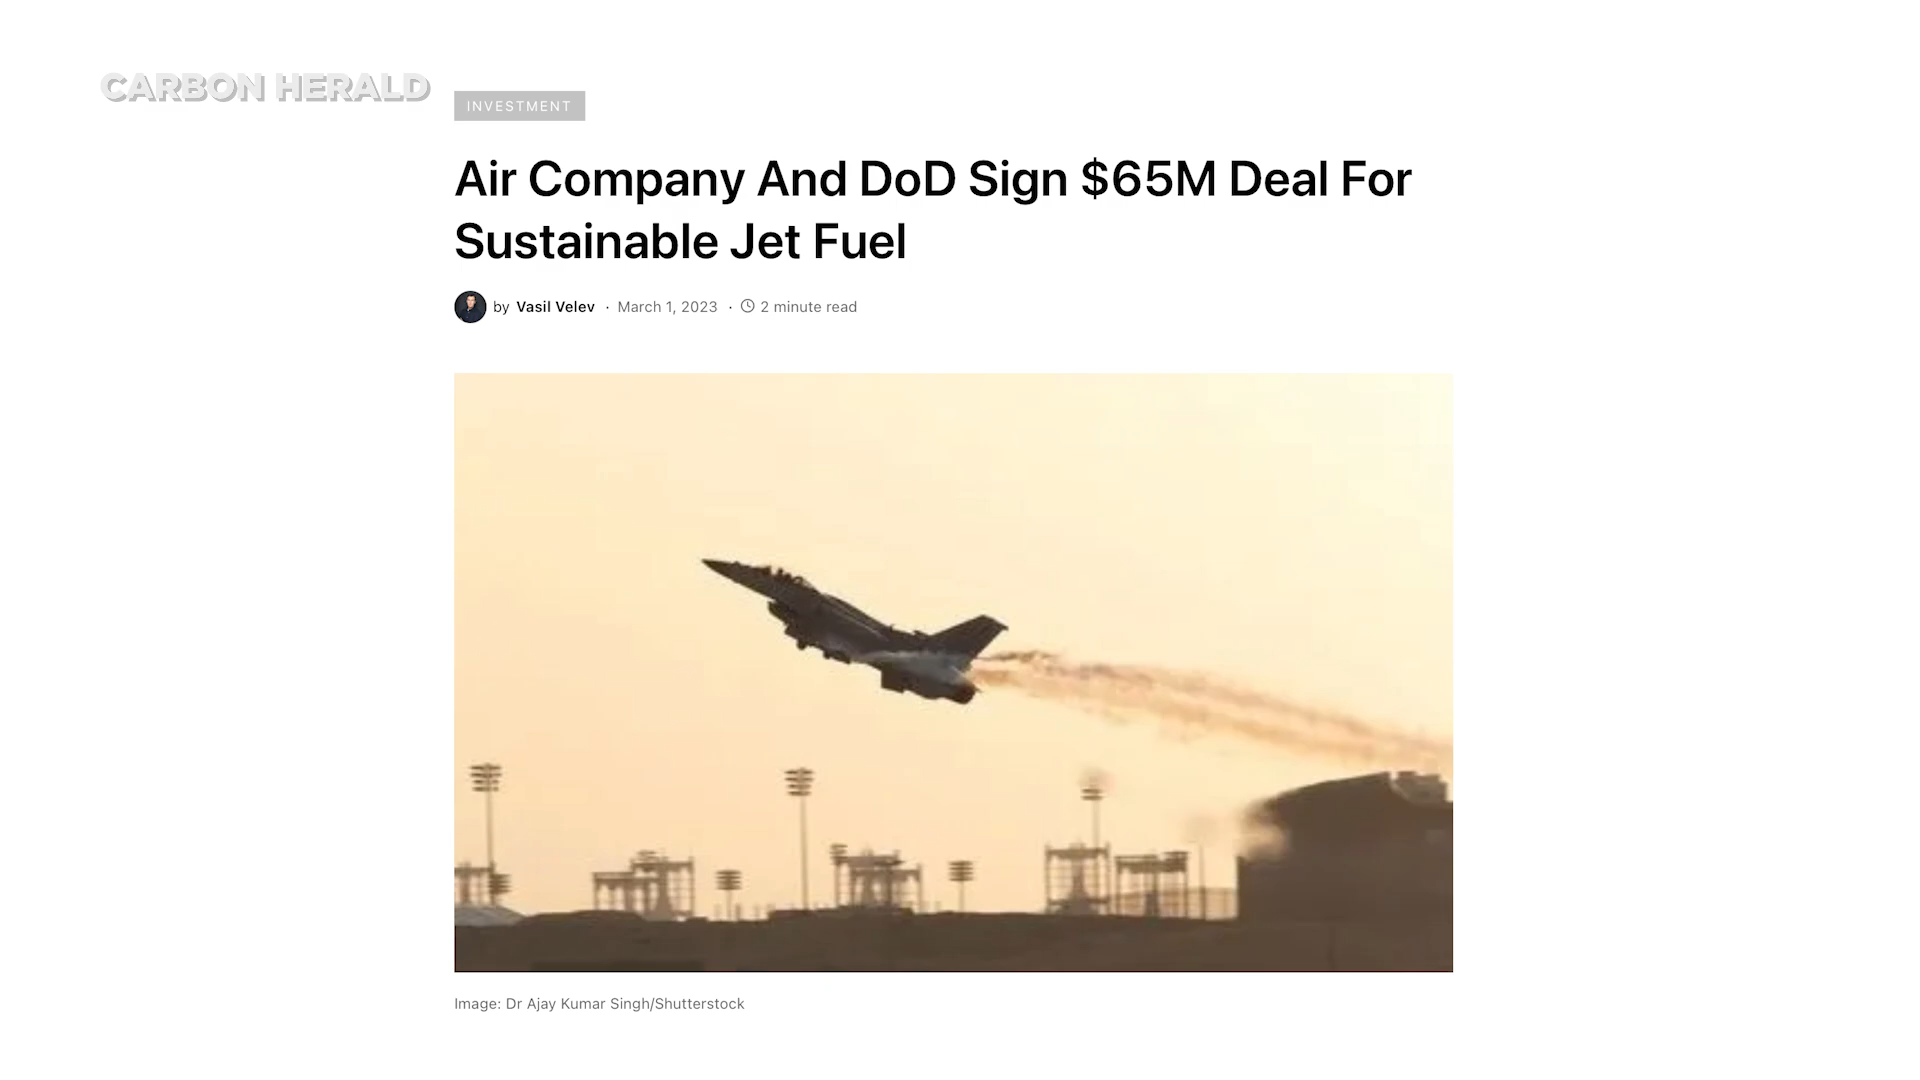 CARBON HERALD
INVESTMENT
Air Company And DoD Sign $65M Deal For
Sustainable Jet Fuel
by Vasil Velev · March 1, 2023 · 2 minute read
Image: Dr Ajay Kumar Singh/Shutterstock